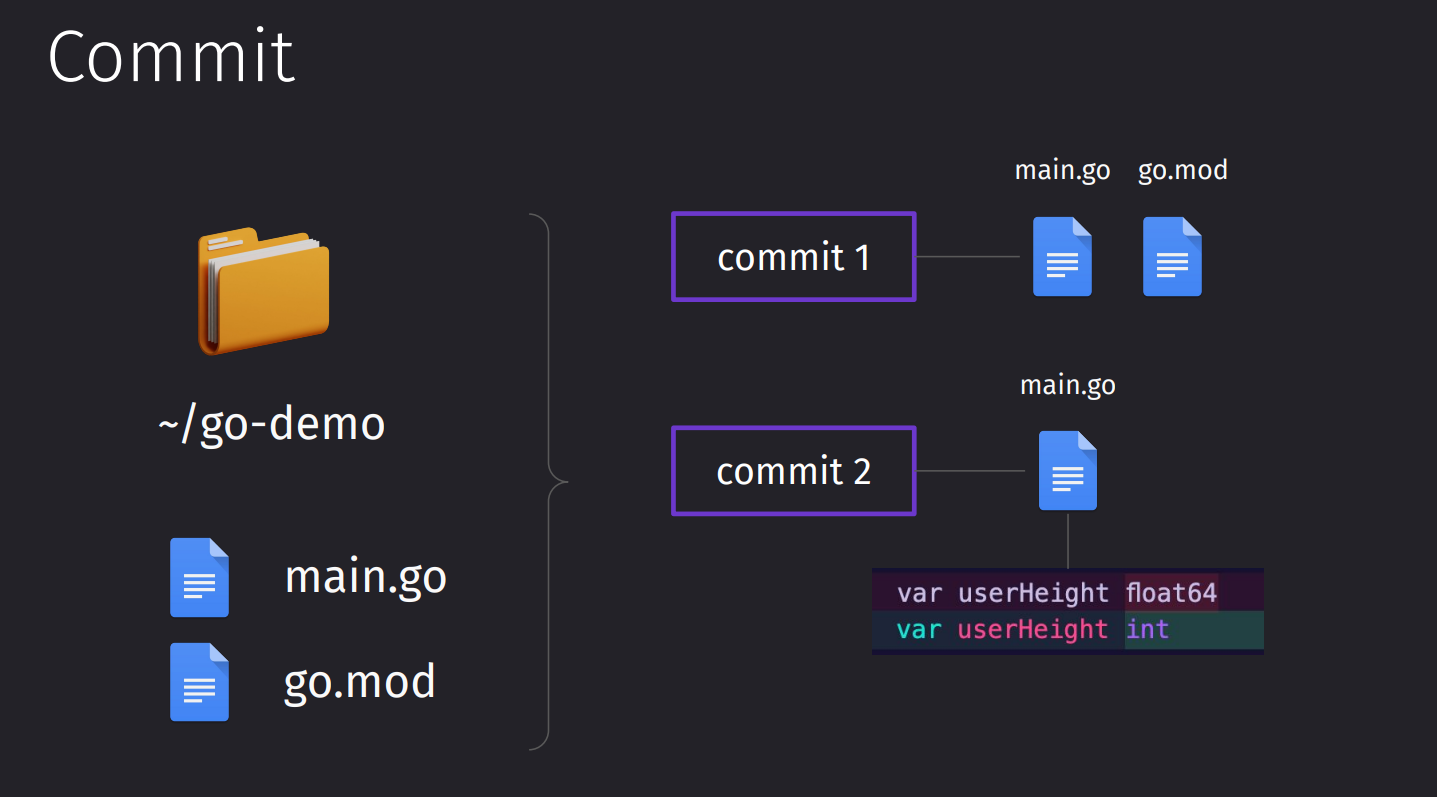 Commit
~/go-demo
main.go
go.mod
main.go go.mod
commit 1
main.go
commit 2
var userHeight float64
var userHeight int